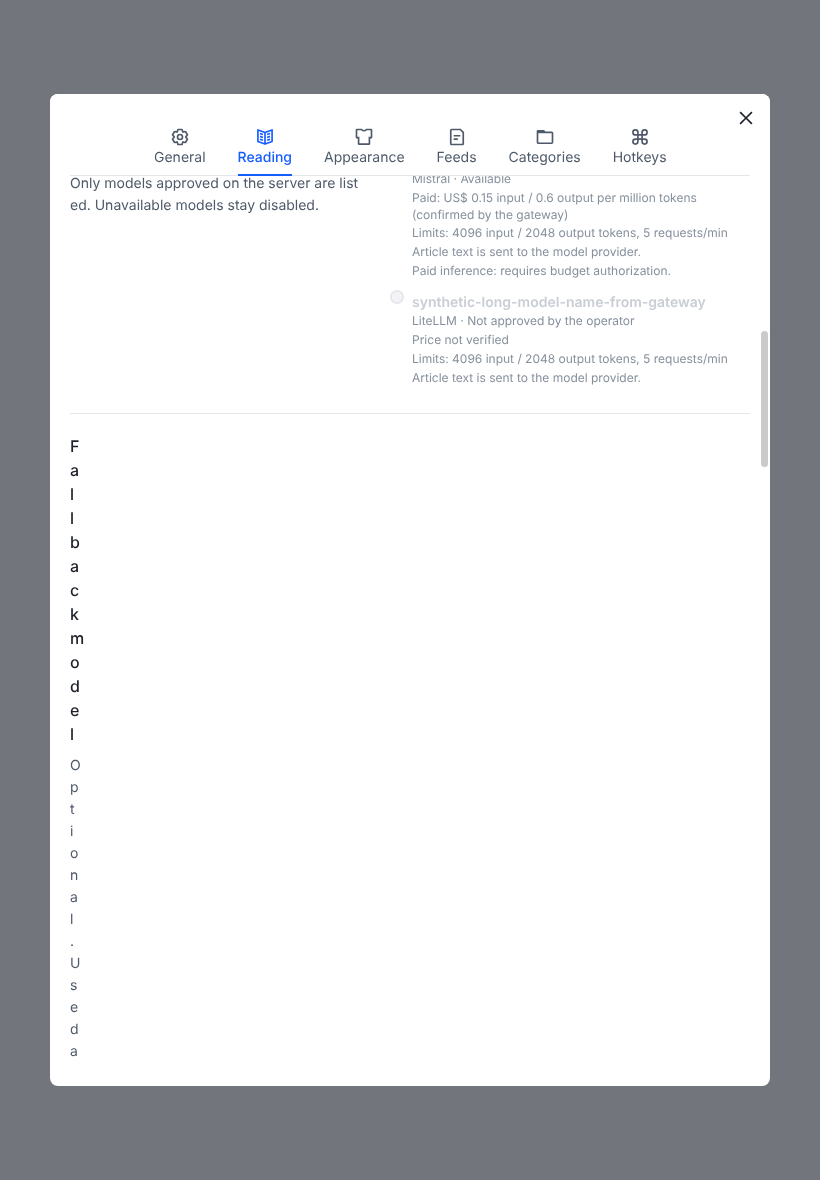 General
Reading
Appearance
Feeds
Categories
Hotkeys
Only models approved on the server are list
ed. Unavailable models stay disabled.
Mistral · Available
Paid: US$ 0.15 input / 0.6 output per million tokens
(confirmed by the gateway)
Limits: 4096 input / 2048 output tokens, 5 requests/min
Article text is sent to the model provider.
Paid inference: requires budget authorization.
synthetic-long-model-name-from-gateway
LiteLLM · Not approved by the operator
Price not verified
Limits: 4096 input / 2048 output tokens, 5 requests/min
Article text is sent to the model provider.
F
a
l
l
b
a
c
k
m
o
d
e
l
O
p
t
i
o
n
a
l
.
U
s
e
d
a